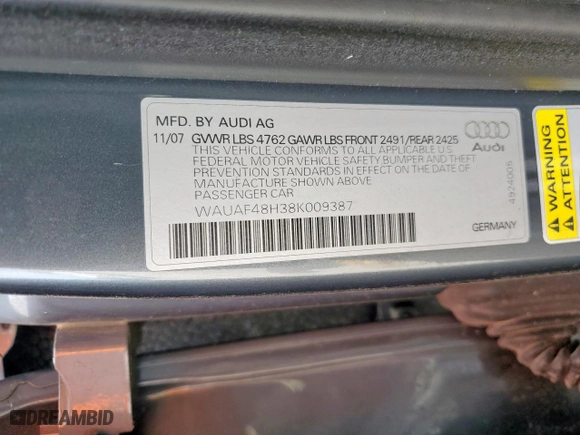 MFD. BY AUDI AG
11/07 GVWR LBS 4762 GAWR LBS FRONT 2491/REAR 2425
THIS VEHICLE CONFORMS TO ALL APPLICABLE U.S.
FEDERAL MOTOR VEHICLE SAFETY BUMPER AND THEFT
PREVENTION STANDARDS IN EFFECT ON THE DATE OF
MANUFACTURE SHOWN ABOVE
PASSENGER CAR
WAUAF48H38K009387
Audi
4924005
GERMANY
WARNING
ATTENTION
DREAMBID